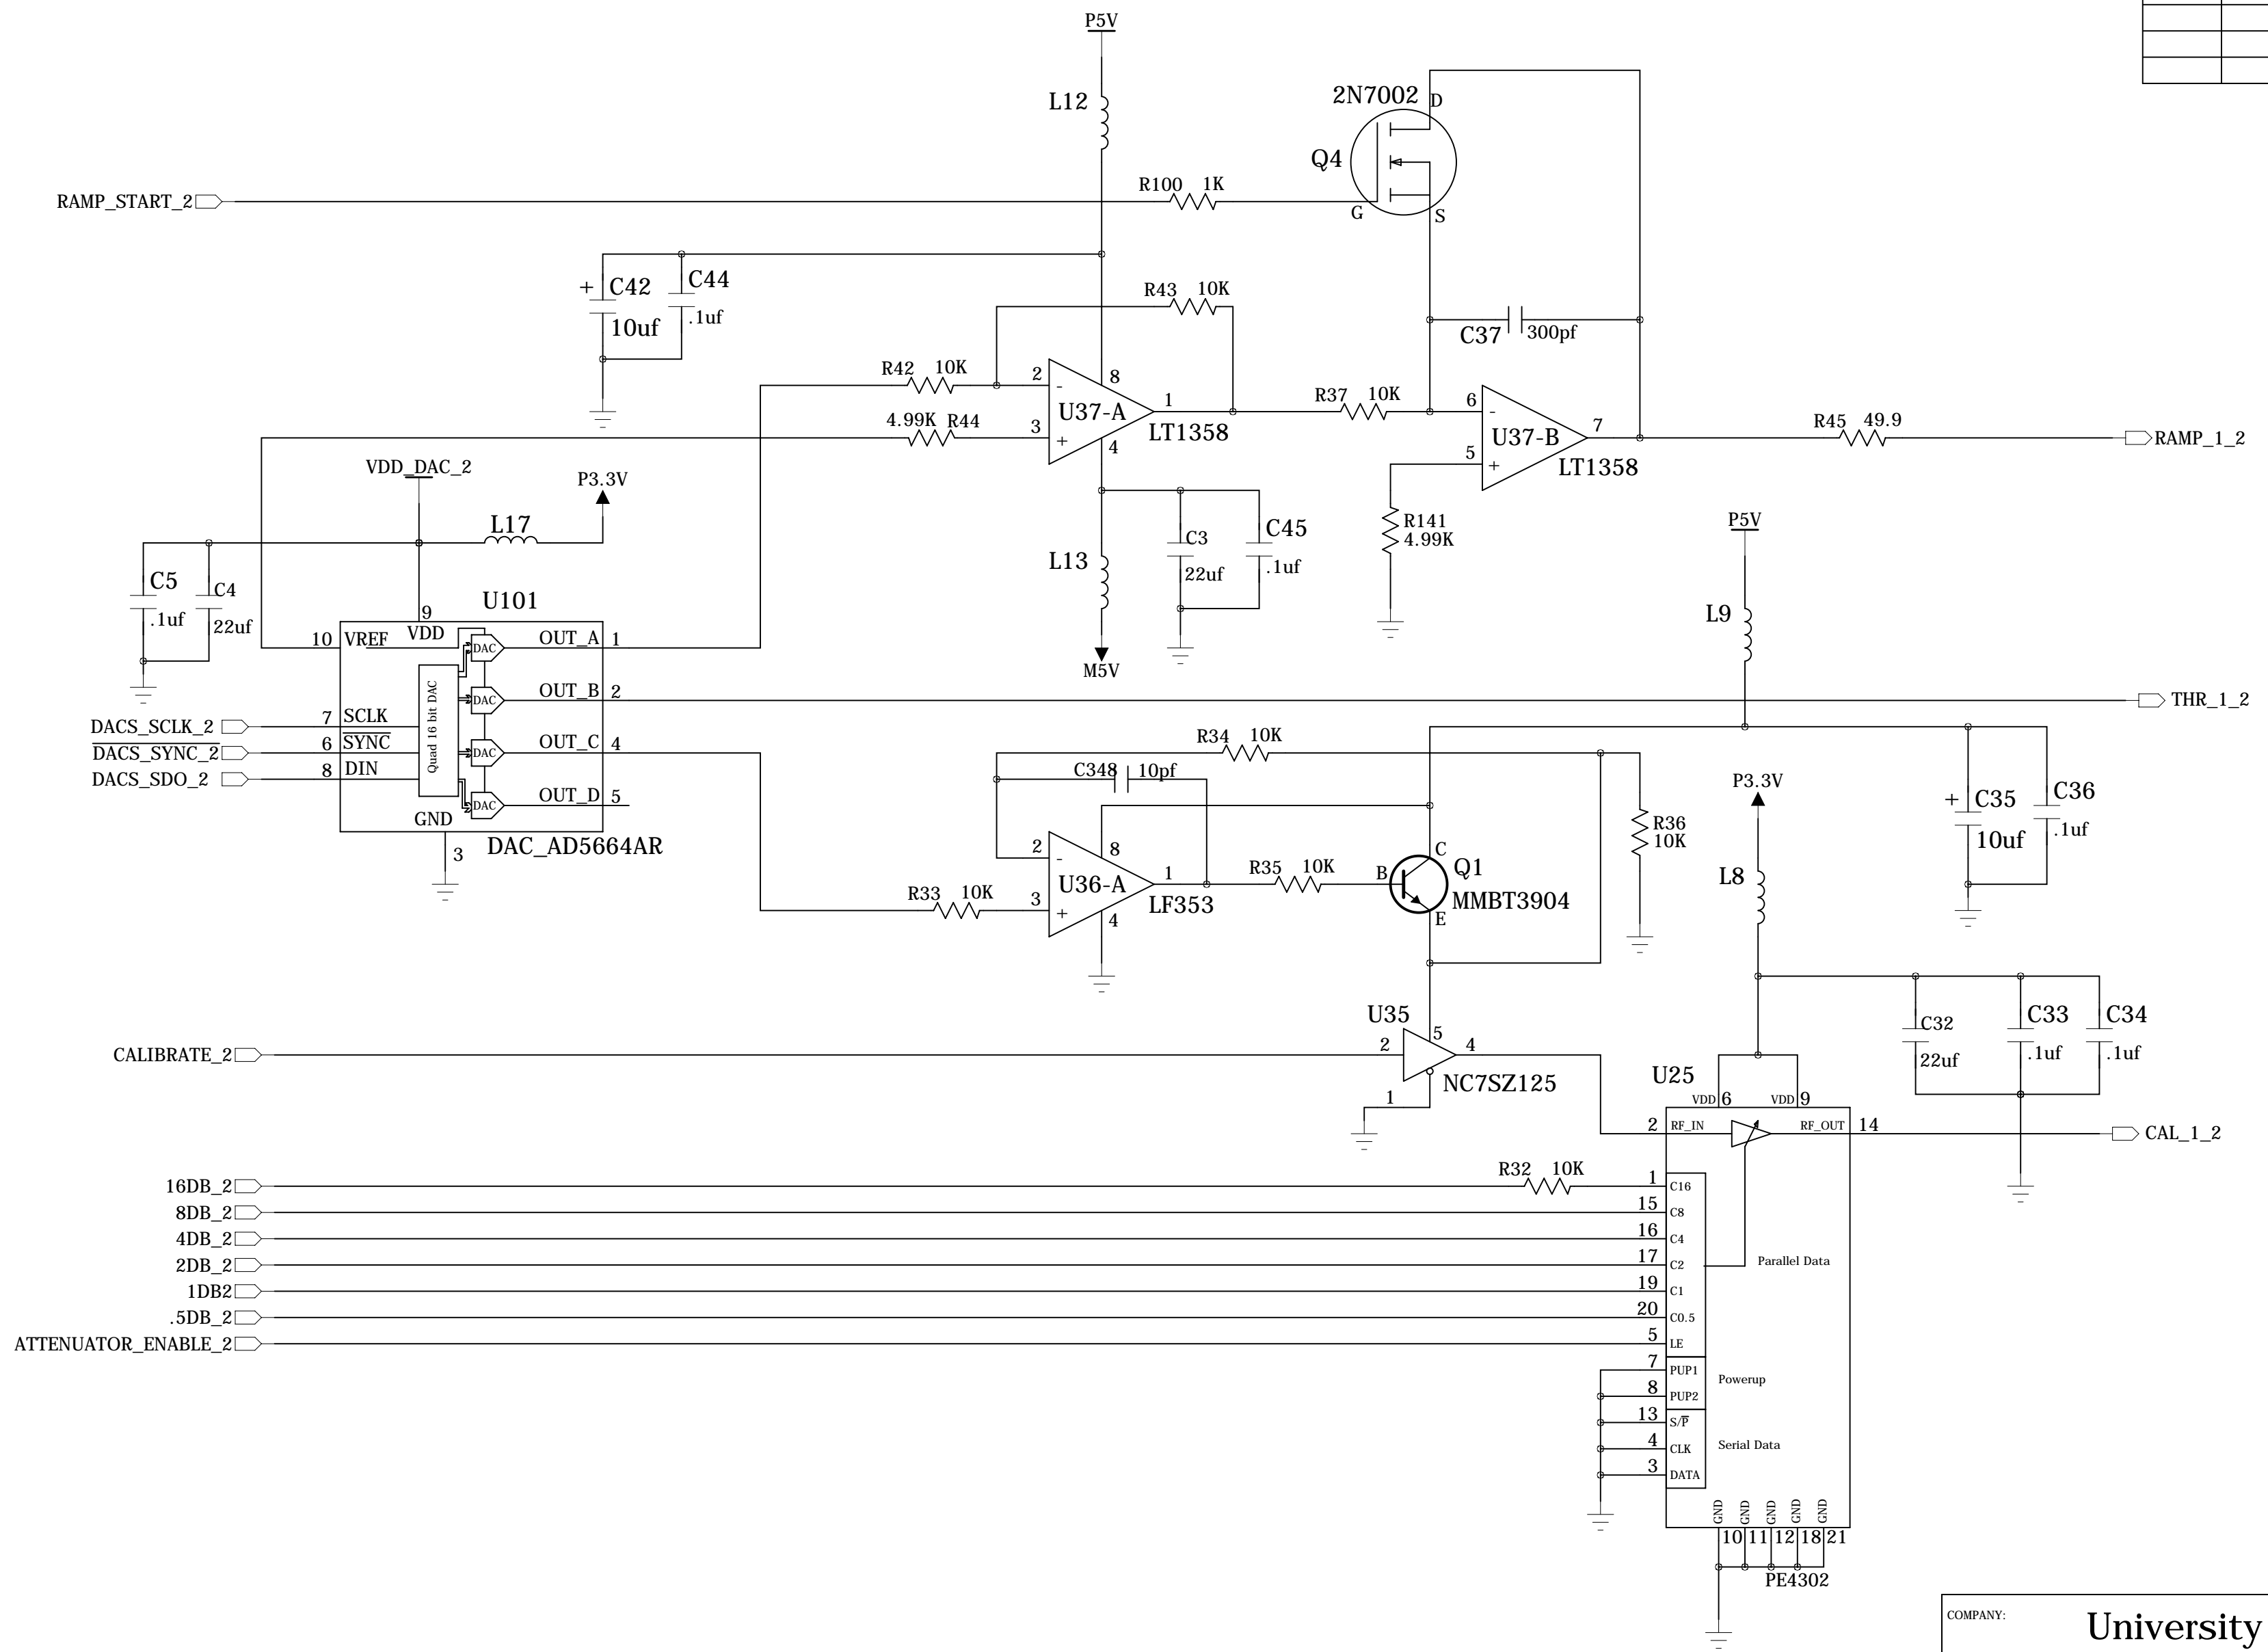 P5V
L12
2N7002
D
Q4
G
S
R100 1K
RAMP_START_2
+
C42
10uf
C44
.1uf
R43 10K
C37
300pf
R42 10K
2
-
8
U37-A
1
LT1358
4.99K R44
3
+
4
R37 10K
6
-
U37-B
7
5
+
LT1358
R45 49.9
RAMP_1_2
VDD_DAC_2
P3.3V
L17
R141
4.99K
C3
22uf
C45
.1uf
L13
M5V
P5V
L9
C5
.1uf
C4
22uf
U101
9
VDD
10
VREF
DAC
OUT_A
1
DAC
OUT_B
2
THR_1_2
Quad 16 bit DAC
DACS_SCLK_2
7
SCLK
DACS_SYNC_2
6
SYNC
DAC
OUT_C
4
DACS_SDO_2
8
DIN
DAC
OUT_D
5
GND
3
DAC_AD5664AR
R34 10K
C348
10pf
P3.3V
+
C35
10uf
C36
.1uf
R36
10K
2
-
8
U36-A
1
LF353
R33 10K
3
+
4
R35 10K
C
B
Q1
MMBT3904
E
L8
U35
5
CALIBRATE_2
2
4
NC7SZ125
1
C32
22uf
C33
.1uf
C34
.1uf
U25
VDD
6
VDD
9
2
RF_IN
RF_OUT
14
CAL_1_2
16DB_2
R32 10K
1
C16
8DB_2
15
C8
4DB_2
16
C4
2DB_2
17
C2
Parallel Data
1DB2
19
C1
.5DB_2
20
C0.5
ATTENUATOR_ENABLE_2
5
LE
7
PUP1
Powerup
8
PUP2
13
S/P̅
4
CLK
Serial Data
3
DATA
GND GND GND GND GND
10 11 12 18 21
PE4302
COMPANY:
University